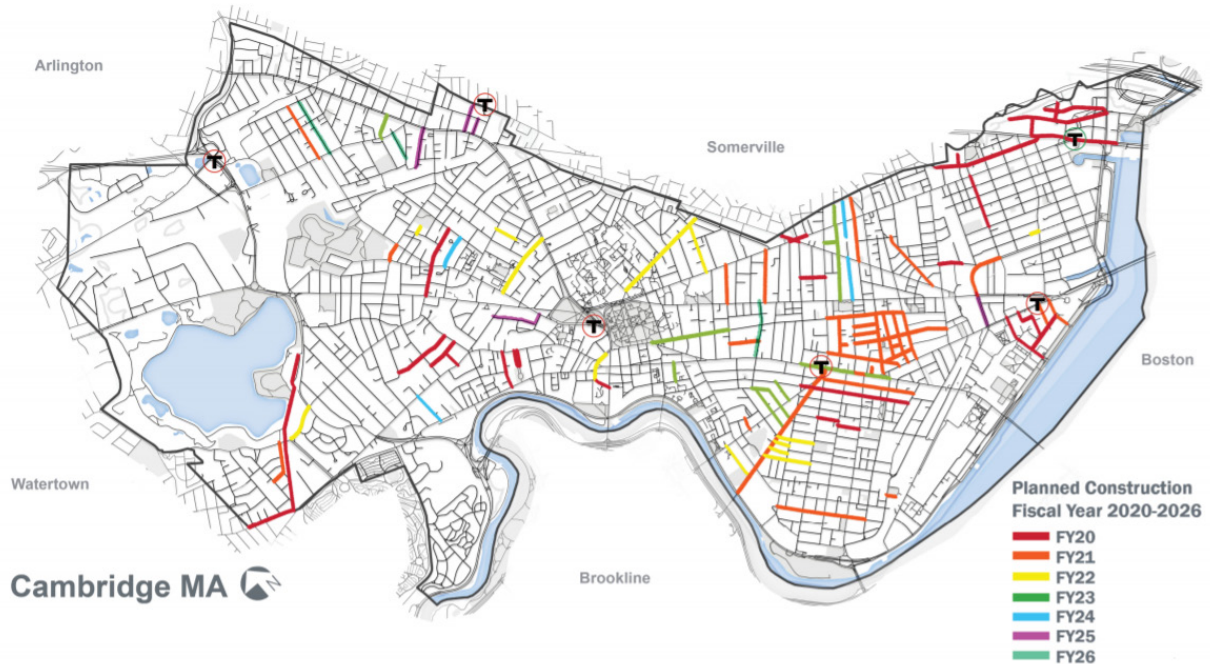 Arlington
Somerville
Boston
Watertown
Brookline
Cambridge MA
N
Planned Construction
Fiscal Year 2020-2026
FY20
FY21
FY22
FY23
FY24
FY25
FY26
T
T
T
T
T
T